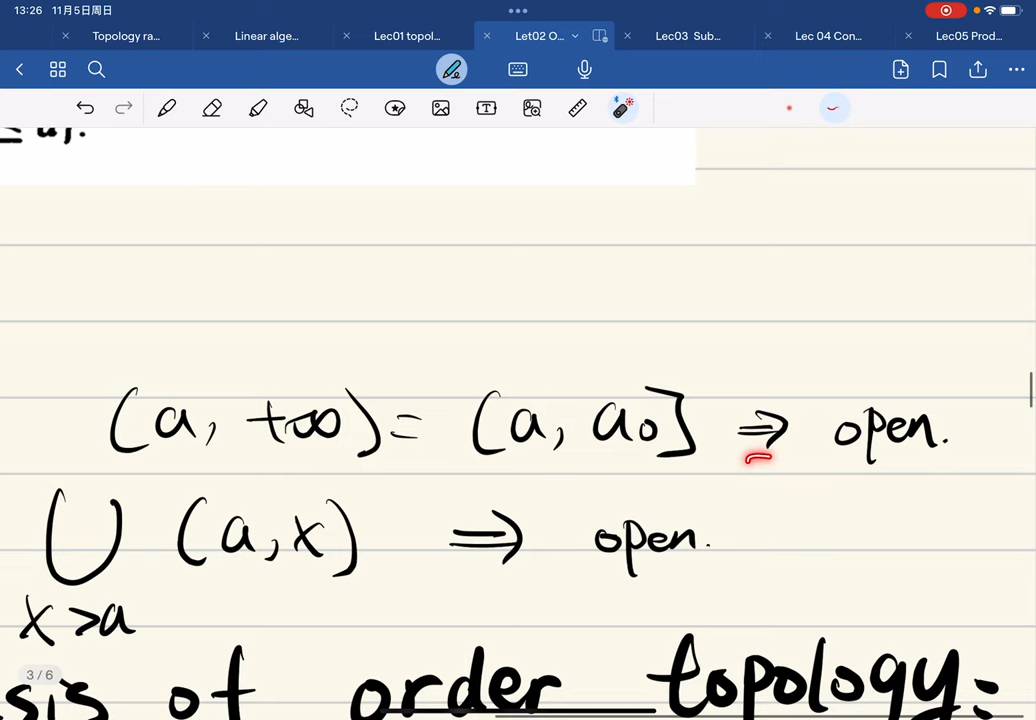 13:26 11月5日周日
Topology ra... Linear alge... Lec01 topol... Let02 O... Lec03 Sub... Lec 04 Con... Lec05 Prod...
(a, +∞) = (a, a₀] ⇒ open.
⋃ (a, x) ⟹ open.
x > a
3 / 6
of order topology: